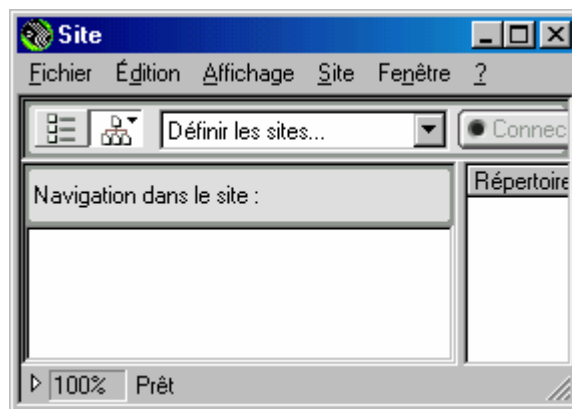 Site
Fichier Édition Affichage Site Fenêtre ?
Définir les sites... Connec
Navigation dans le site :
Répertoire
100% Prêt